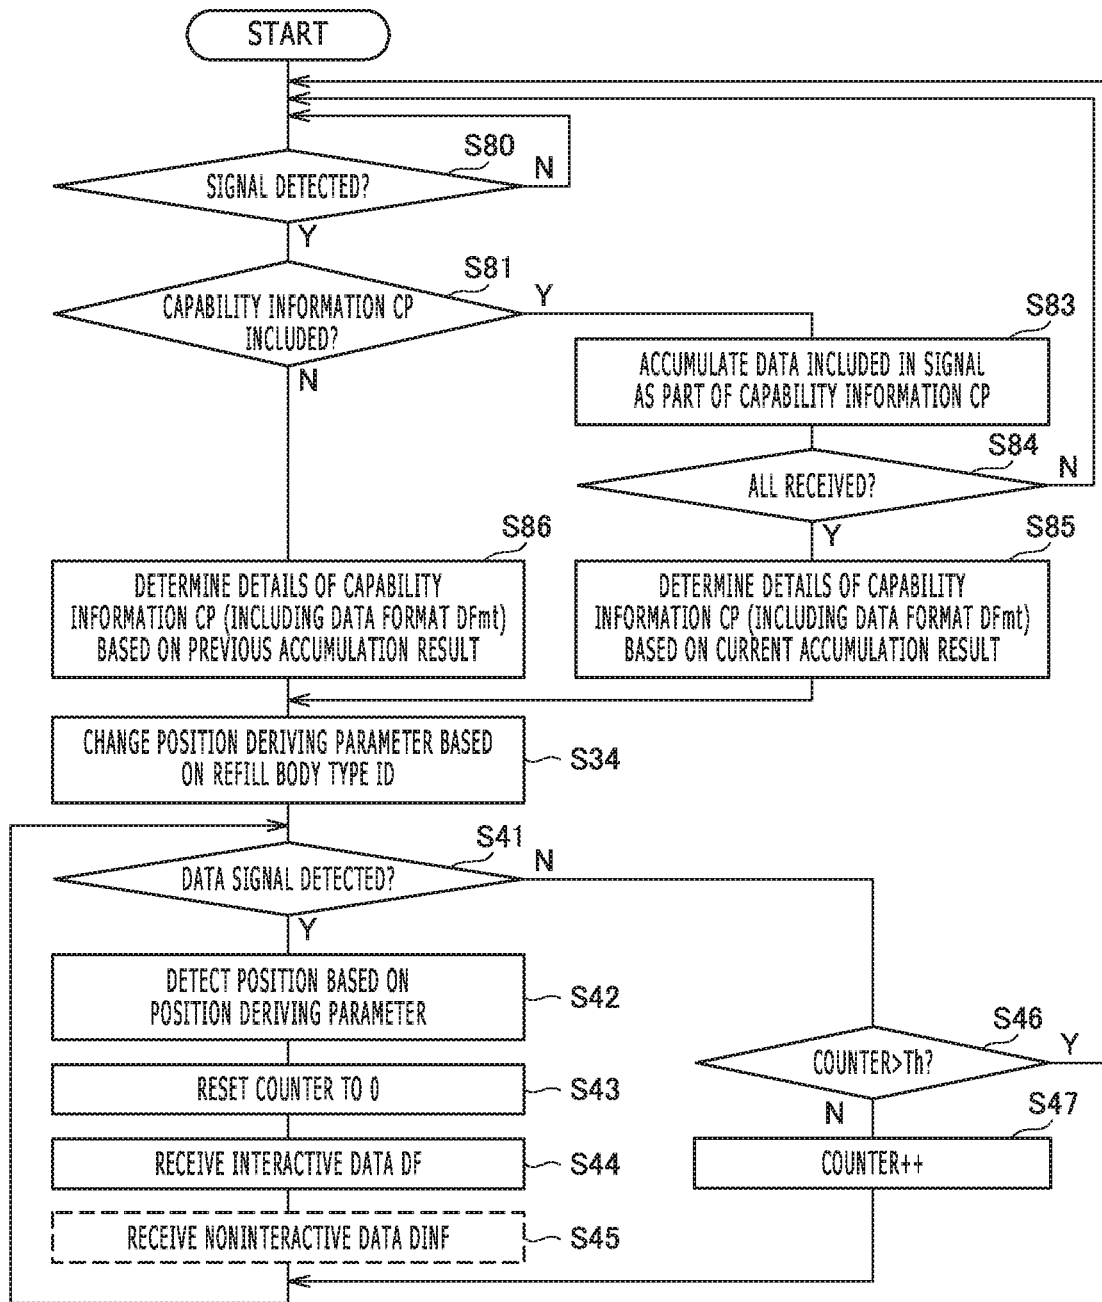 START
S80
SIGNAL DETECTED?
N
Y
S81
CAPABILITY INFORMATION CP
INCLUDED?
Y
N
S83
ACCUMULATE DATA INCLUDED IN SIGNAL
AS PART OF CAPABILITY INFORMATION CP
S84
ALL RECEIVED?
N
Y
S86
DETERMINE DETAILS OF CAPABILITY
INFORMATION CP (INCLUDING DATA FORMAT DFmt)
BASED ON PREVIOUS ACCUMULATION RESULT
S85
DETERMINE DETAILS OF CAPABILITY
INFORMATION CP (INCLUDING DATA FORMAT DFmt)
BASED ON CURRENT ACCUMULATION RESULT
CHANGE POSITION DERIVING PARAMETER BASED
ON REFILL BODY TYPE ID
S34
S41
DATA SIGNAL DETECTED?
N
Y
DETECT POSITION BASED ON
POSITION DERIVING PARAMETER
S42
S46
COUNTER>Th?
Y
N
RESET COUNTER TO 0
S43
S47
COUNTER++
RECEIVE INTERACTIVE DATA DF
S44
RECEIVE NONINTERACTIVE DATA DINF
S45